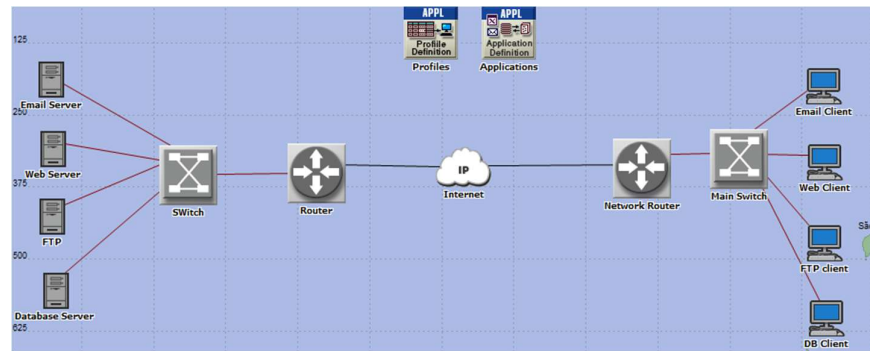 APPL
Profile
Definition
Profiles
APPL
Application
Definition
Applications
125
250
375
500
625
Email Server
Web Server
FTP
Database Server
SWitch
Router
IP
Internet
Network Router
Main Switch
Email Client
Web Client
FTP client
DB Client
Sã